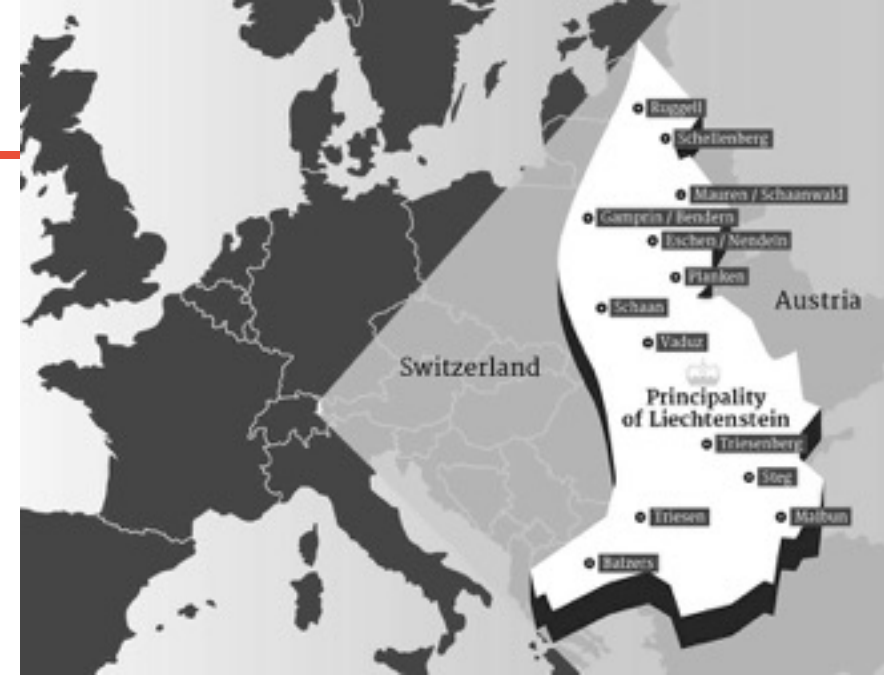 Ruggell
Schellenberg
Mauren / Schaanwald
Gamprin / Bendern
Eschen / Nendeln
Planken
Austria
Schaan
Vaduz
Switzerland
Principality
of Liechtenstein
Triesenberg
Steg
Triesen
Malbun
Balzers